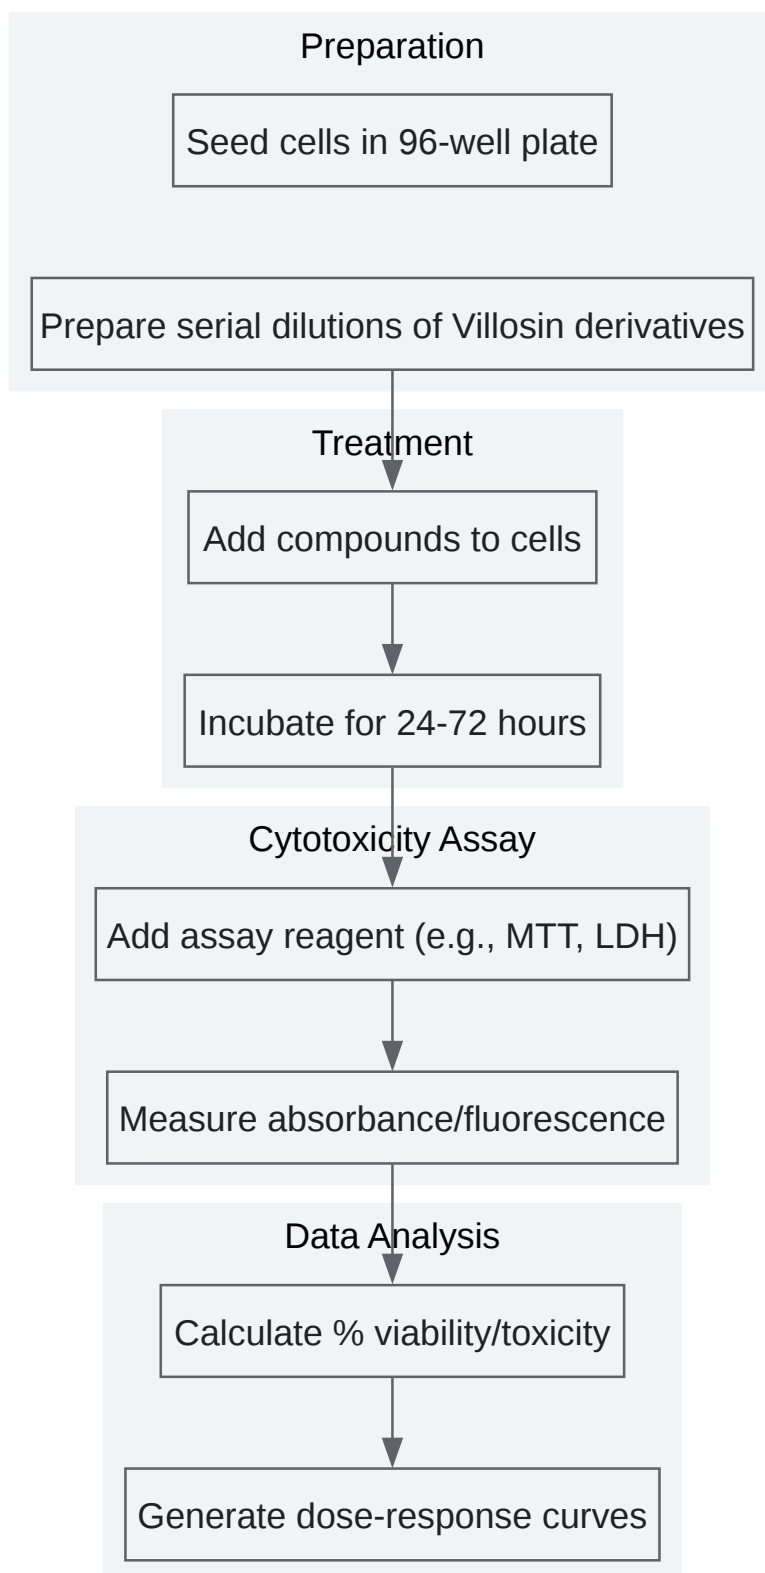 Preparation
Seed cells in 96-well plate
Prepare serial dilutions of Villosin derivatives
Treatment
Add compounds to cells
Incubate for 24-72 hours
Cytotoxicity Assay
Add assay reagent (e.g., MTT, LDH)
Measure absorbance/fluorescence
Data Analysis
Calculate % viability/toxicity
Generate dose-response curves